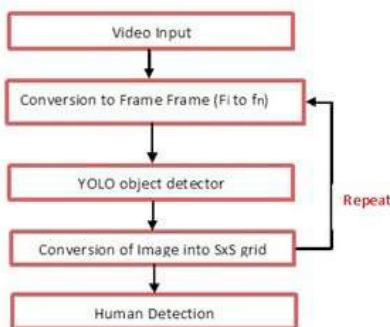 Video Input
Conversion to Frame Frame (Fi to fn)
YOLO object detector
Repeat
Conversion of Image into SxS grid
Human Detection